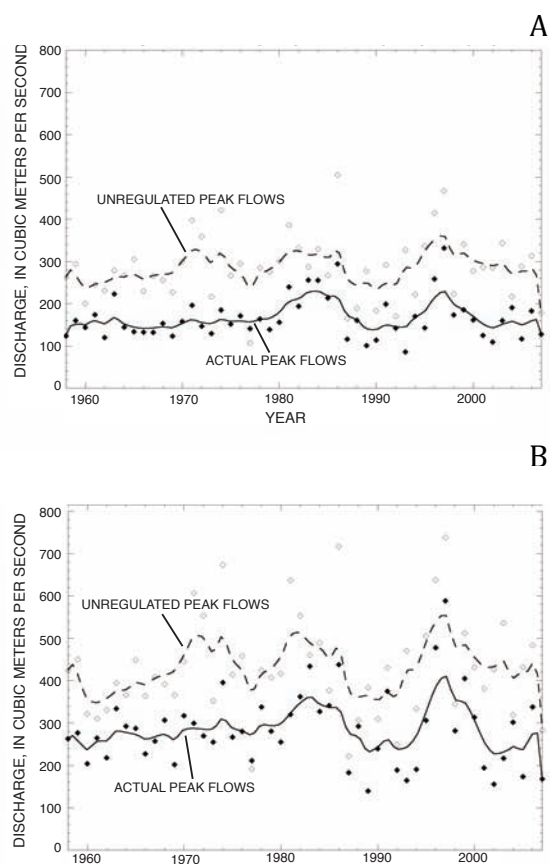 A
DISCHARGE, IN CUBIC METERS PER SECOND
800
700
600
500
400
300
200
100
0
UNREGULATED PEAK FLOWS
ACTUAL PEAK FLOWS
1960 1970 1980 1990 2000
YEAR
B
DISCHARGE, IN CUBIC METERS PER SECOND
800
700
600
500
400
300
200
100
0
UNREGULATED PEAK FLOWS
ACTUAL PEAK FLOWS
1960 1970 1980 1990 2000